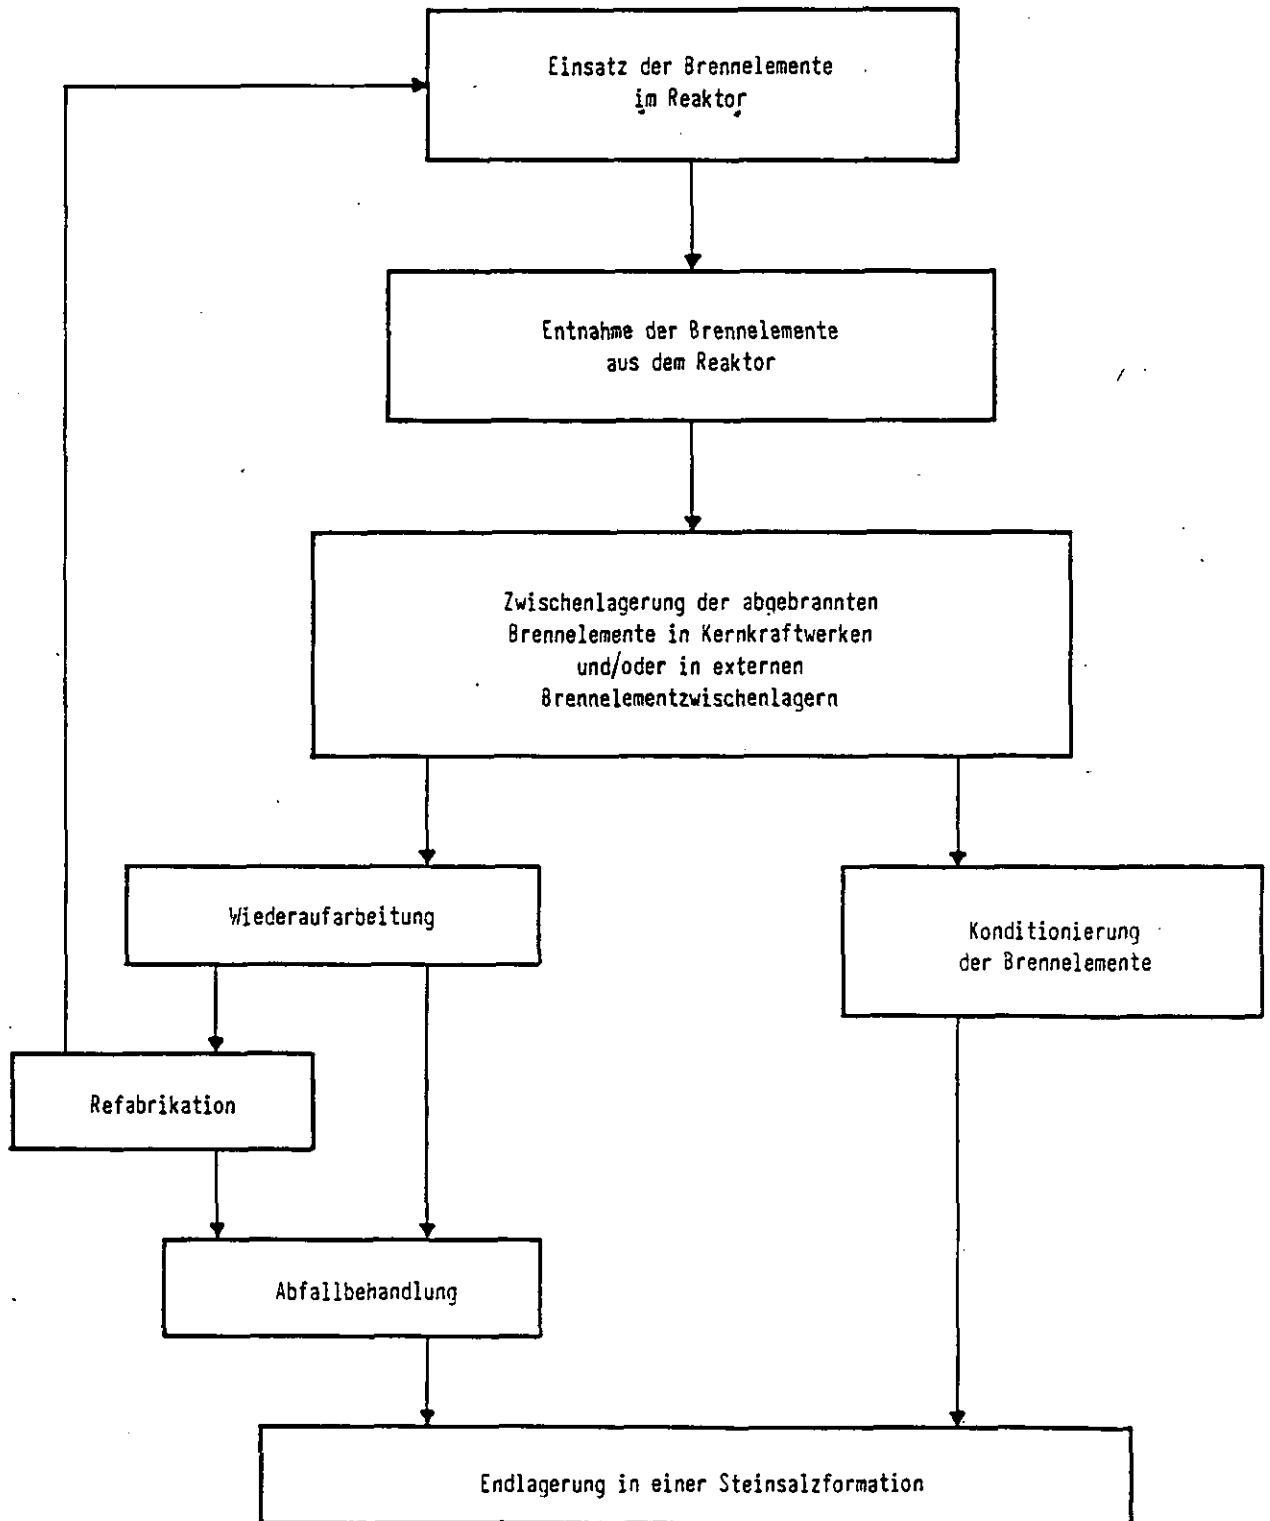 Einsatz der Brennelemente
im Reaktor
Entnahme der Brennelemente
aus dem Reaktor
Zwischenlagerung der abgebrannten
Brennelemente in Kernkraftwerken
und/oder in externen
Brennelementzwischenlagern
Wiederaufarbeitung
Konditionierung
der Brennelemente
Refabrikation
Abfallbehandlung
Endlagerung in einer Steinsalzformation